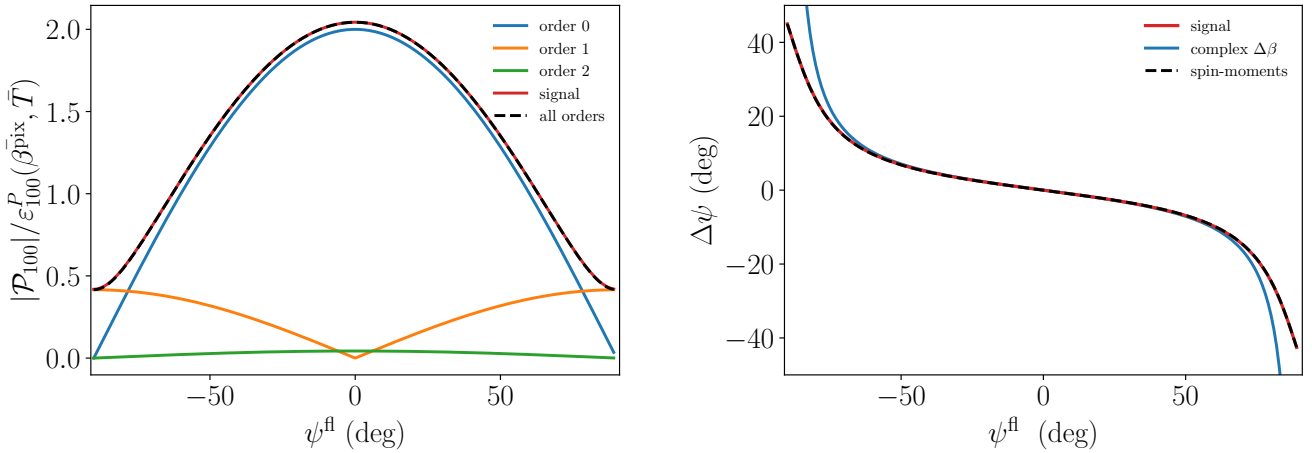 |𝒫₁₀₀|/ε^P_100(β̄^pix, T̄)
2.0
1.5
1.0
0.5
0.0
order 0
order 1
order 2
signal
all orders
−50
0
50
ψ^fl (deg)
Δψ (deg)
40
20
0
−20
−40
signal
complex Δβ
spin-moments
−50
0
50
ψ^fl (deg)